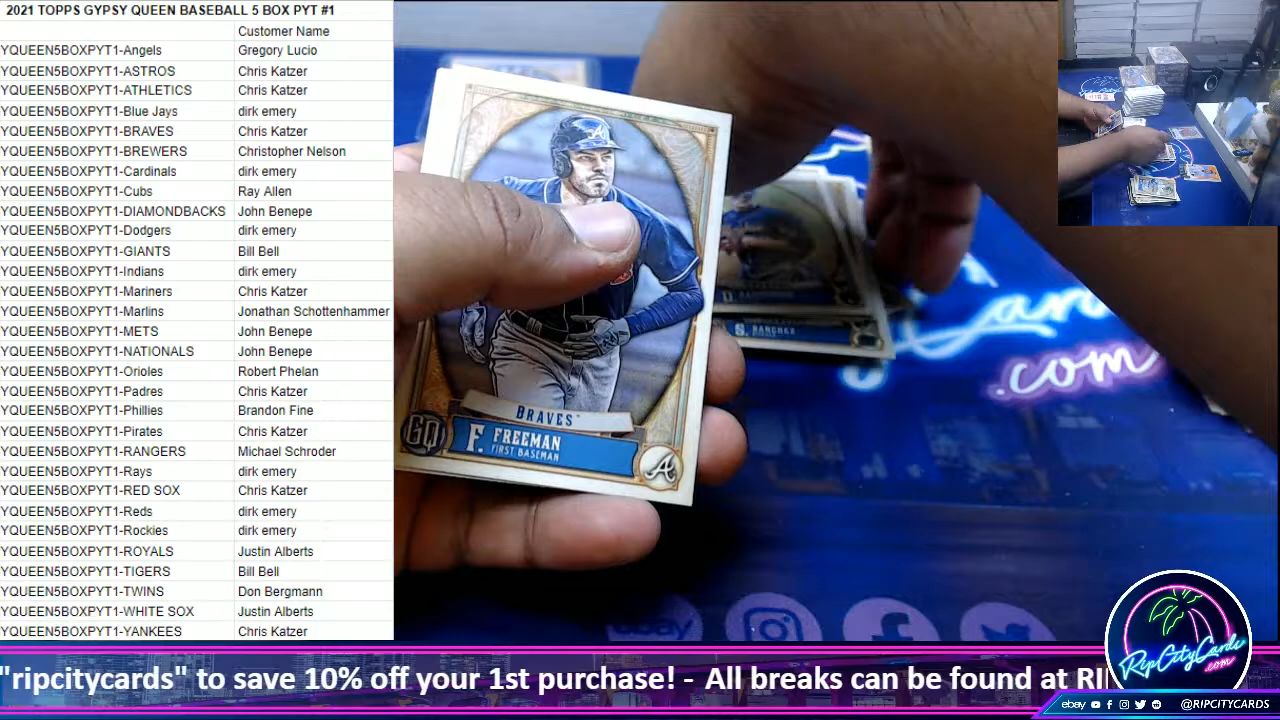 2021 TOPPS GYPSY QUEEN BASEBALL 5 BOX PYT #1
Customer Name
YQUEEN5BOXPYT1-Angels Gregory Lucio
YQUEEN5BOXPYT1-ASTROS Chris Katzer
YQUEEN5BOXPYT1-ATHLETICS Chris Katzer
YQUEEN5BOXPYT1-Blue Jays dirk emery
YQUEEN5BOXPYT1-BRAVES Chris Katzer
YQUEEN5BOXPYT1-BREWERS Christopher Nelson
YQUEEN5BOXPYT1-Cardinals dirk emery
YQUEEN5BOXPYT1-Cubs Ray Allen
YQUEEN5BOXPYT1-DIAMONDBACKS John Benepe
YQUEEN5BOXPYT1-Dodgers dirk emery
YQUEEN5BOXPYT1-GIANTS Bill Bell
YQUEEN5BOXPYT1-Indians dirk emery
YQUEEN5BOXPYT1-Mariners Chris Katzer
YQUEEN5BOXPYT1-Marlins Jonathan Schottenhammer
YQUEEN5BOXPYT1-METS John Benepe
YQUEEN5BOXPYT1-NATIONALS John Benepe
YQUEEN5BOXPYT1-Orioles Robert Phelan
YQUEEN5BOXPYT1-Padres Chris Katzer
YQUEEN5BOXPYT1-Phillies Brandon Fine
YQUEEN5BOXPYT1-Pirates Chris Katzer
YQUEEN5BOXPYT1-RANGERS Michael Schroder
YQUEEN5BOXPYT1-Rays dirk emery
YQUEEN5BOXPYT1-RED SOX Chris Katzer
YQUEEN5BOXPYT1-Reds dirk emery
YQUEEN5BOXPYT1-Rockies dirk emery
YQUEEN5BOXPYT1-ROYALS Justin Alberts
YQUEEN5BOXPYT1-TIGERS Bill Bell
YQUEEN5BOXPYT1-TWINS Don Bergmann
YQUEEN5BOXPYT1-WHITE SOX Justin Alberts
YQUEEN5BOXPYT1-YANKEES Chris Katzer
BRAVES
GQ F. FREEMAN
FIRST BASEMAN
A
S. SANCHEZ
.com
ebay
RipCityCards
.com
"ripcitycards" to save 10% off your 1st purchase! - All breaks can be found at RI
ebay @RIPCITYCARDS